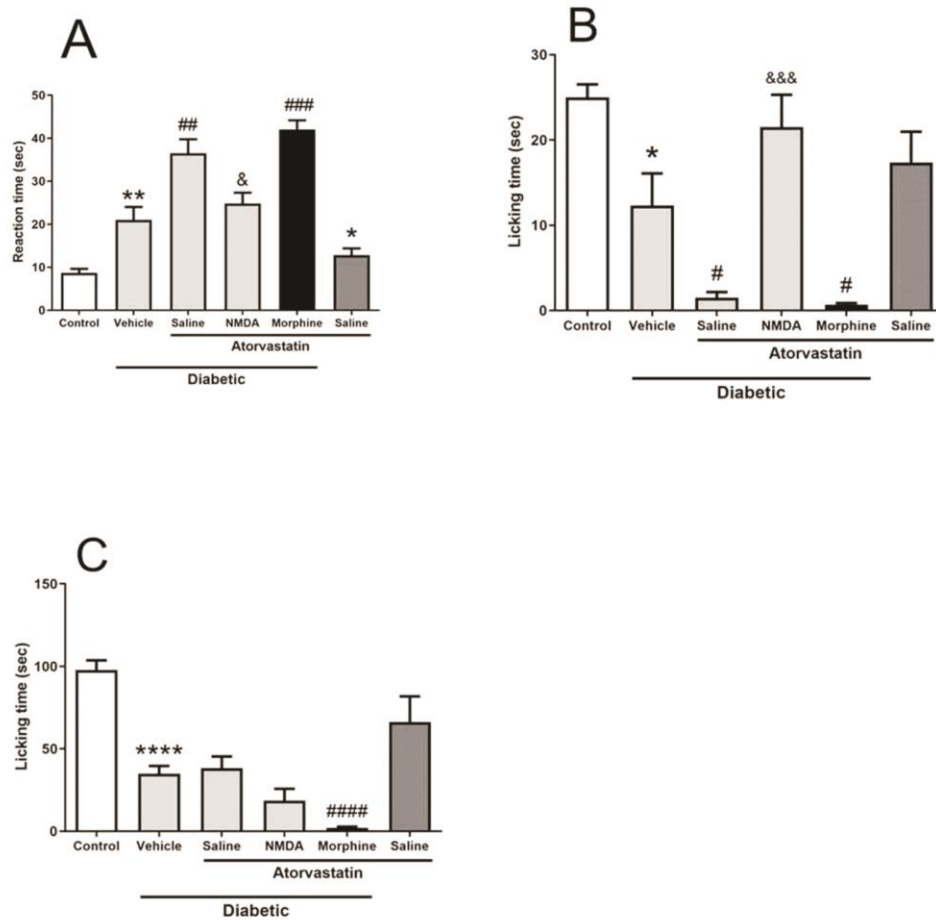 A
Reaction time (sec)
50
40
30
20
10
0
**
##
&
###
*
Control Vehicle Saline NMDA Morphine Saline
Atorvastatin
Diabetic
B
Licking time (sec)
30
20
10
0
*
#
&&&
#
Control Vehicle Saline NMDA Morphine Saline
Atorvastatin
Diabetic
C
Licking time (sec)
150
100
50
0
****
####
Control Vehicle Saline NMDA Morphine Saline
Atorvastatin
Diabetic